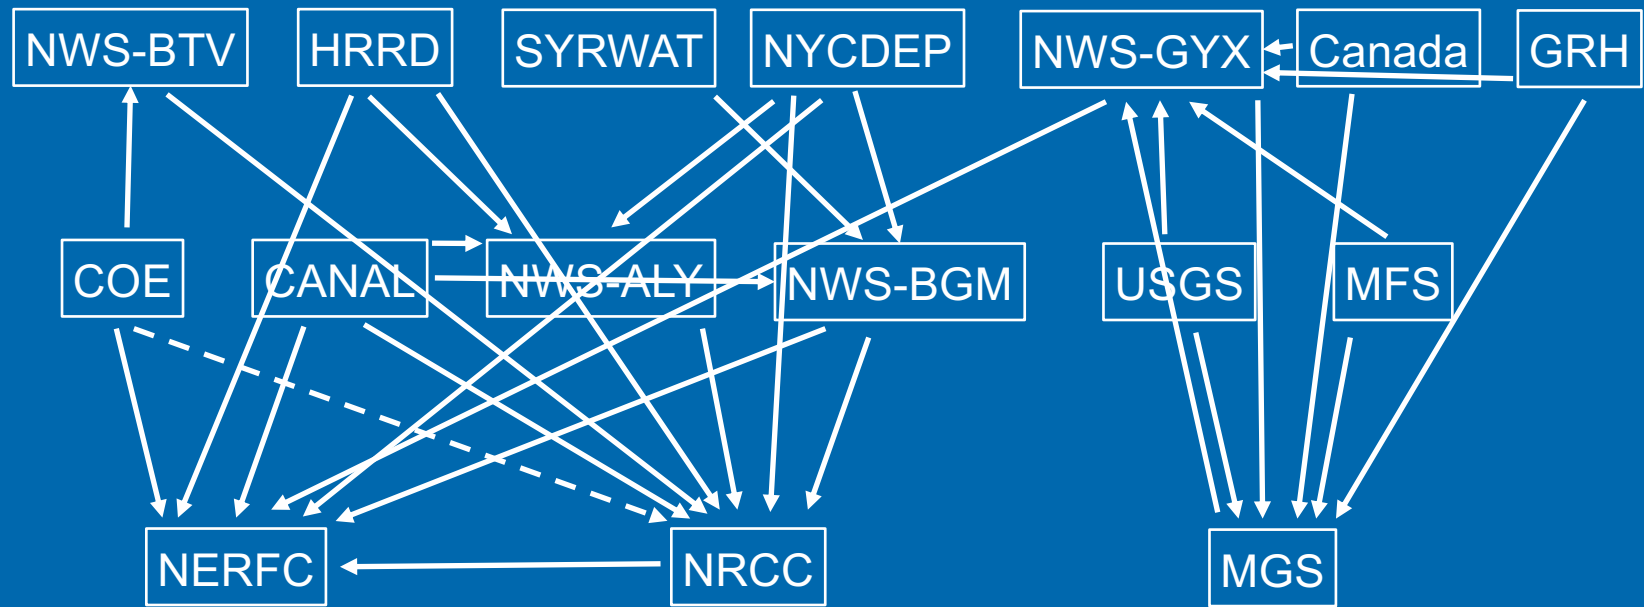 NWS-BTV
HRRD
SYRWAT
NYCDEP
NWS-GYX
Canada
GRH
COE
CANAL
NWS-ALY
NWS-BGM
USGS
MFS
NERFC
NRCC
MGS